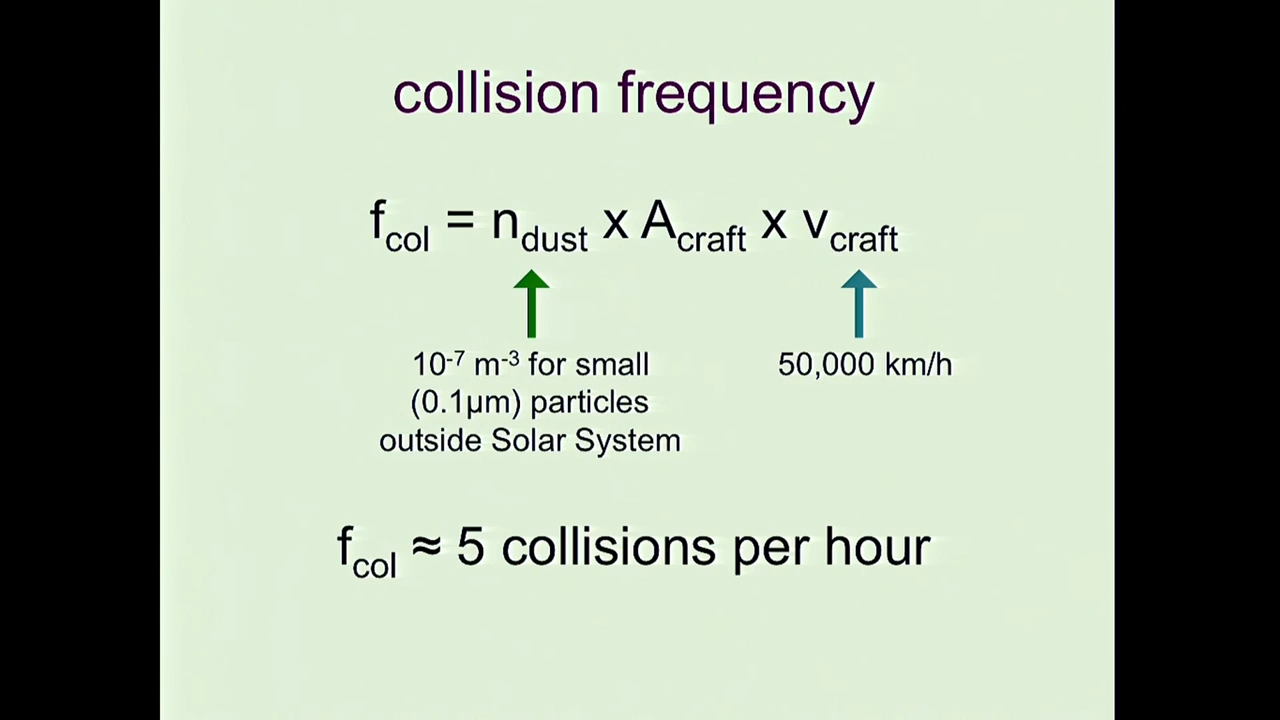 collision frequency
f_col = n_dust x A_craft x v_craft
10⁻⁷ m⁻³ for small
(0.1µm) particles
outside Solar System
50,000 km/h
f_col ≈ 5 collisions per hour